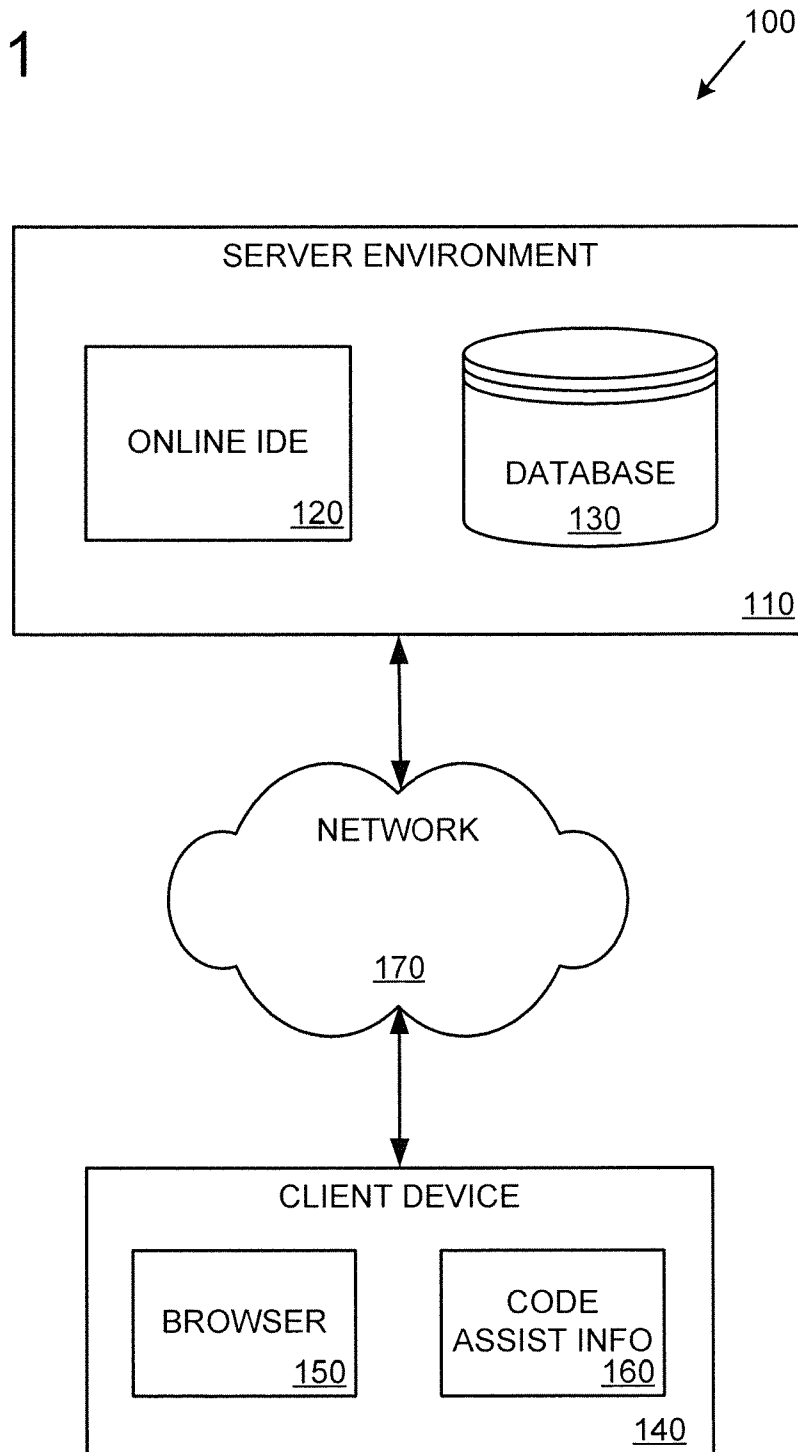 1
100
SERVER ENVIRONMENT
ONLINE IDE
120
DATABASE
130
110
NETWORK
170
CLIENT DEVICE
BROWSER
150
CODE
ASSIST INFO
160
140